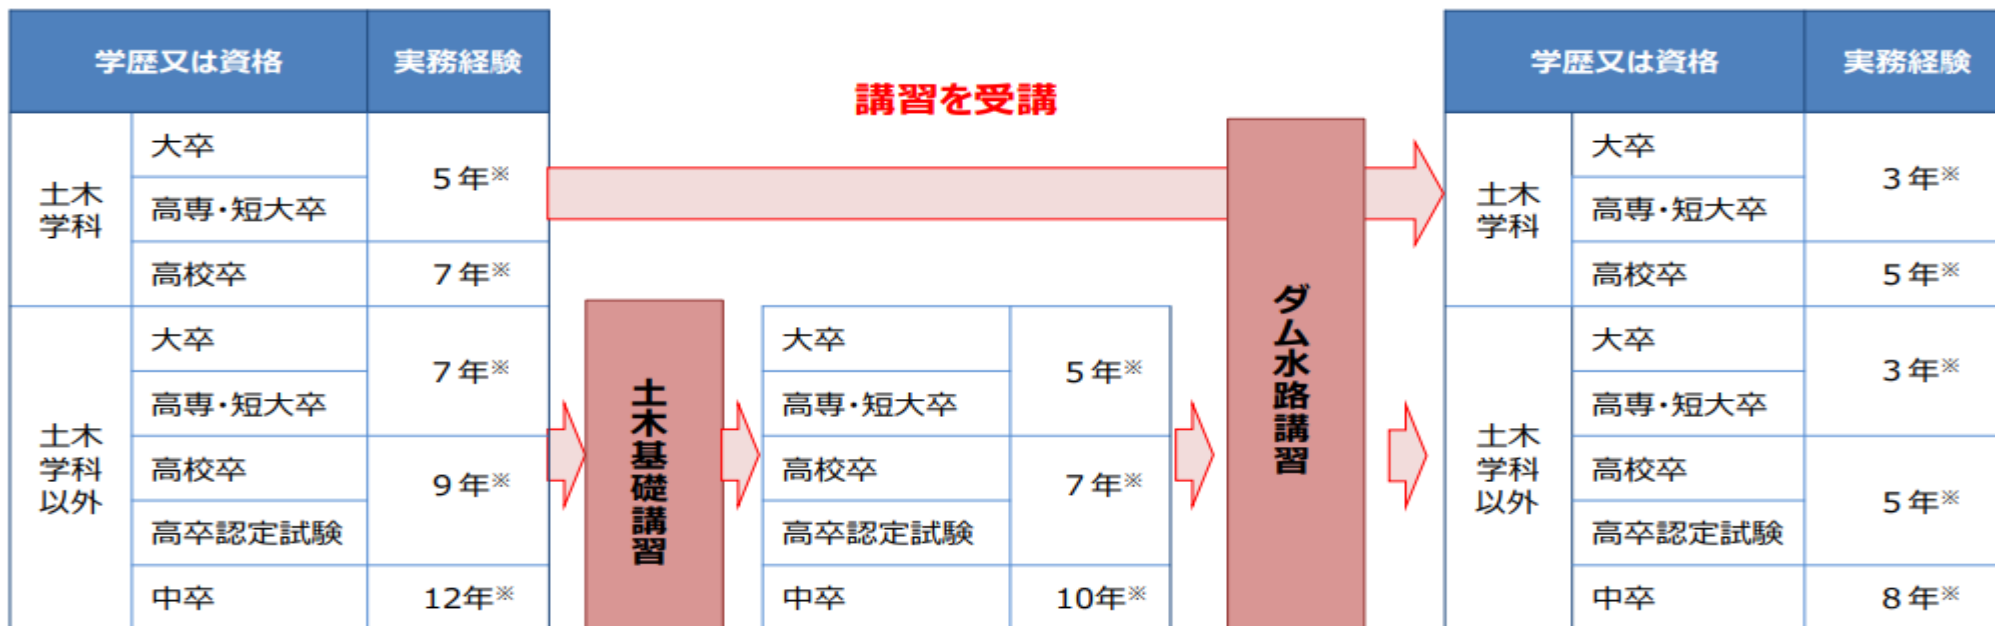 学歴又は資格 実務経験
土木
学科
大卒
高専・短大卒
5年※
高校卒 7年※
土木
学科
以外
大卒
高専・短大卒
7年※
高校卒
高卒認定試験
9年※
中卒 12年※
講習を受講
土木基礎講習
大卒
高専・短大卒
5年※
高校卒
高卒認定試験
7年※
中卒 10年※
ダム水路講習
学歴又は資格 実務経験
土木
学科
大卒
高専・短大卒
3年※
高校卒 5年※
土木
学科
以外
大卒
高専・短大卒
3年※
高校卒
高卒認定試験
5年※
中卒 8年※